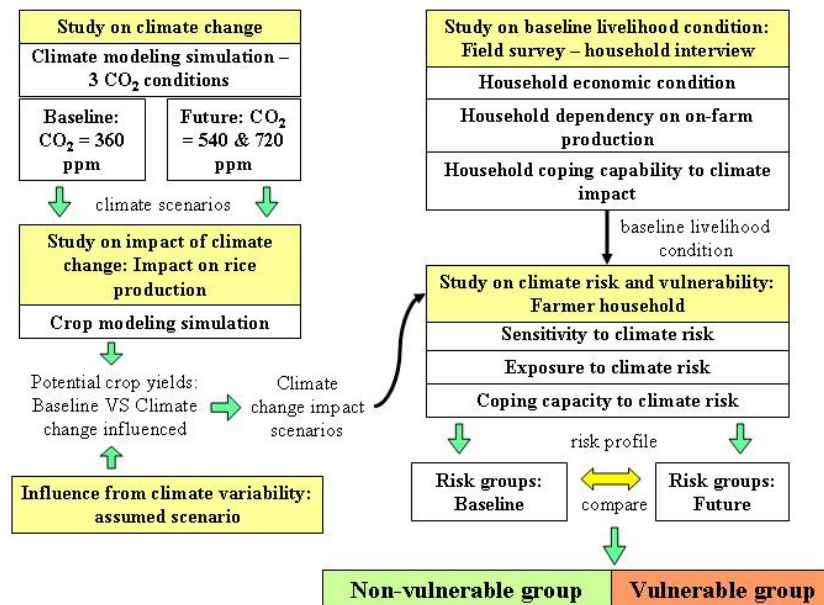 Study on climate change
Climate modeling simulation –
3 CO₂ conditions
Baseline:
CO₂ = 360
ppm
Future: CO₂
= 540 & 720
ppm
climate scenarios
Study on impact of climate
change: Impact on rice
production
Crop modeling simulation
Potential crop yields:
Baseline VS Climate
change influenced
Climate
change impact
scenarios
Influence from climate variability:
assumed scenario
Study on baseline livelihood condition:
Field survey – household interview
Household economic condition
Household dependency on on-farm
production
Household coping capability to climate
impact
baseline livelihood
condition
Study on climate risk and vulnerability:
Farmer household
Sensitivity to climate risk
Exposure to climate risk
Coping capacity to climate risk
risk profile
Risk groups:
Baseline
compare
Risk groups:
Future
Non-vulnerable group
Vulnerable group